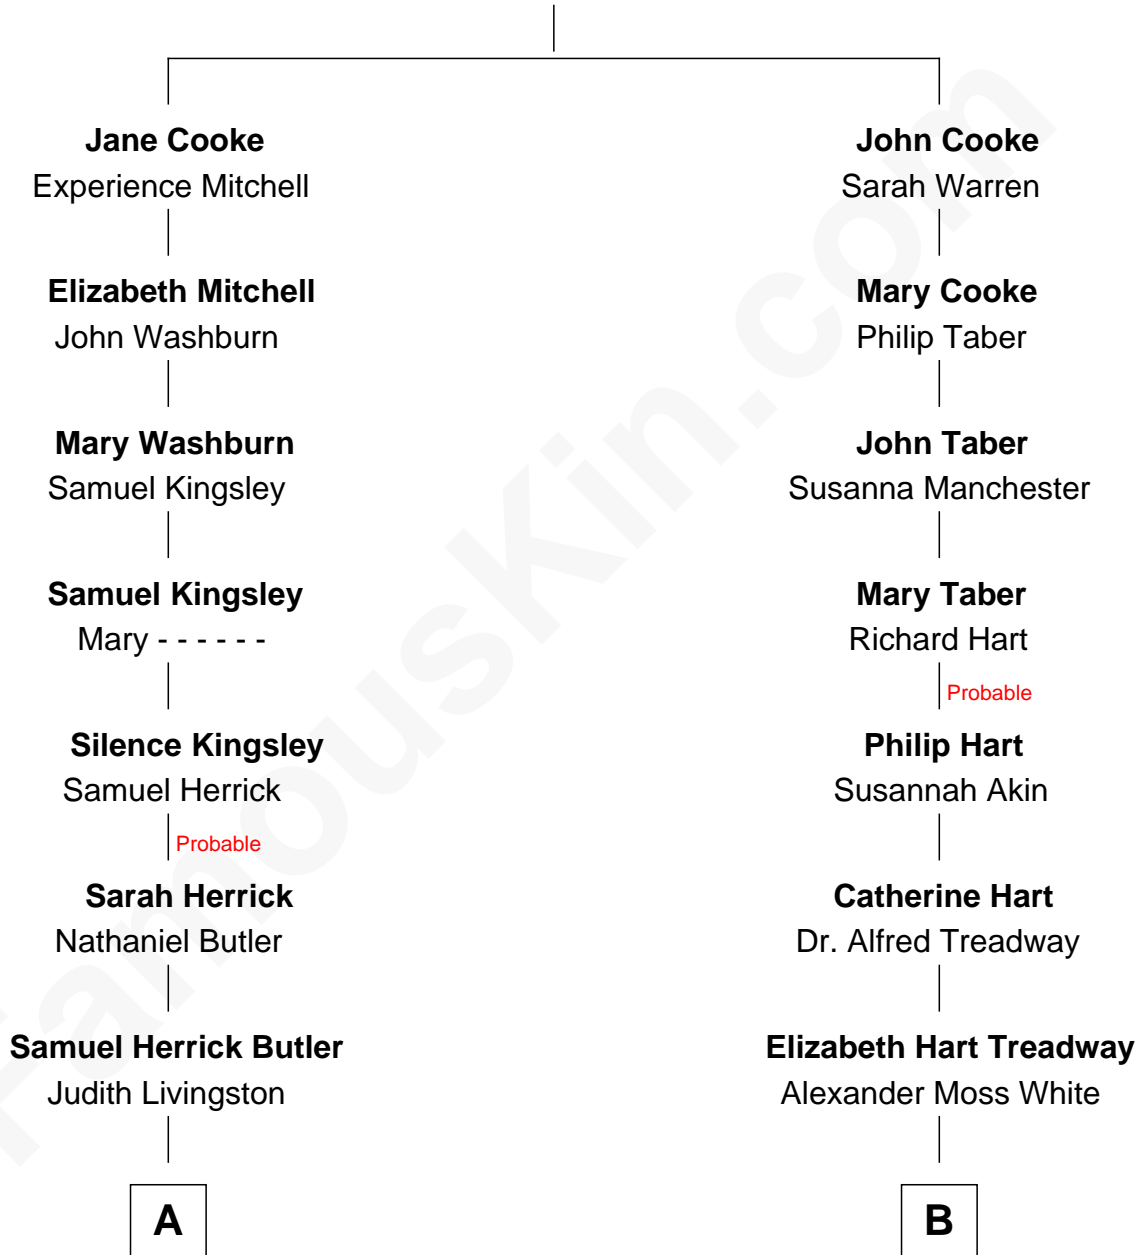 Jane Cooke
Experience Mitchell
Elizabeth Mitchell
John Washburn
Mary Washburn
Samuel Kingsley
Samuel Kingsley
Mary - - - - - -
Silence Kingsley
Samuel Herrick
Probable
Sarah Herrick
Nathaniel Butler
Samuel Herrick Butler
Judith Livingston
A
John Cooke
Sarah Warren
Mary Cooke
Philip Taber
John Taber
Susanna Manchester
Mary Taber
Richard Hart
Probable
Philip Hart
Susannah Akin
Catherine Hart
Dr. Alfred Treadway
Elizabeth Hart Treadway
Alexander Moss White
B
FamousKin.com